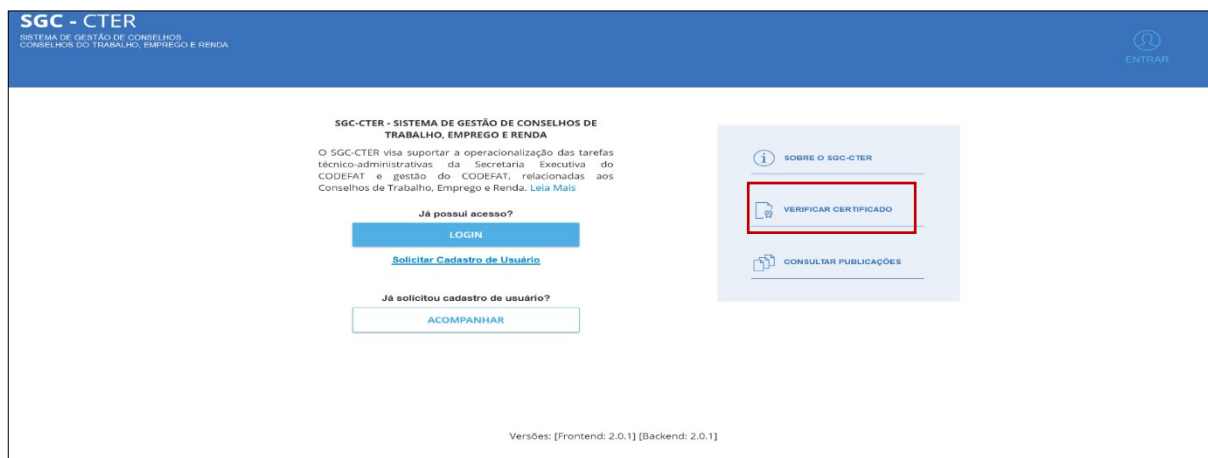 SGC - CTER
SISTEMA DE GESTÃO DE CONSELHOS
CONSELHOS DO TRABALHO, EMPREGO E RENDA
ENTRAR
SGC-CTER - SISTEMA DE GESTÃO DE CONSELHOS DE
TRABALHO, EMPREGO E RENDA
O SGC-CTER visa suportar a operacionalização das tarefas
técnico-administrativas da Secretaria Executiva do
CODEFAT e gestão do CODEFAT, relacionadas aos
Conselhos de Trabalho, Emprego e Renda. Leia Mais
Já possui acesso?
LOGIN
Solicitar Cadastro de Usuário
Já solicitou cadastro de usuário?
ACOMPANHAR
SOBRE O SGC-CTER
VERIFICAR CERTIFICADO
CONSULTAR PUBLICAÇÕES
Versões: [Frontend: 2.0.1] [Backend: 2.0.1]